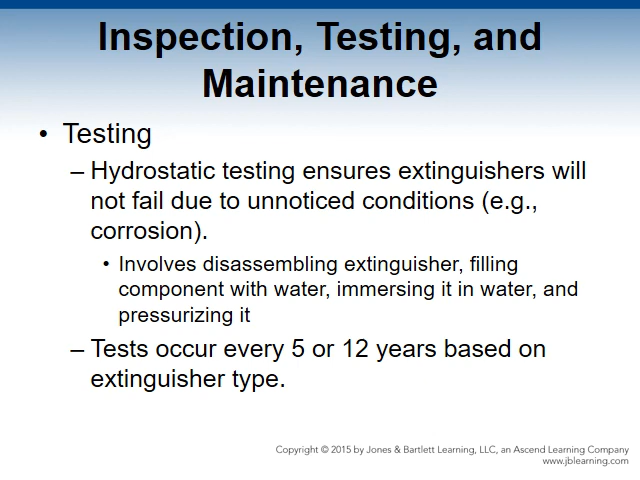 Inspection, Testing, and
Maintenance
• Testing
– Hydrostatic testing ensures extinguishers will
not fail due to unnoticed conditions (e.g.,
corrosion).
• Involves disassembling extinguisher, filling
component with water, immersing it in water, and
pressurizing it
– Tests occur every 5 or 12 years based on
extinguisher type.
Copyright © 2015 by Jones & Bartlett Learning, LLC, an Ascend Learning Company
www.jblearning.com